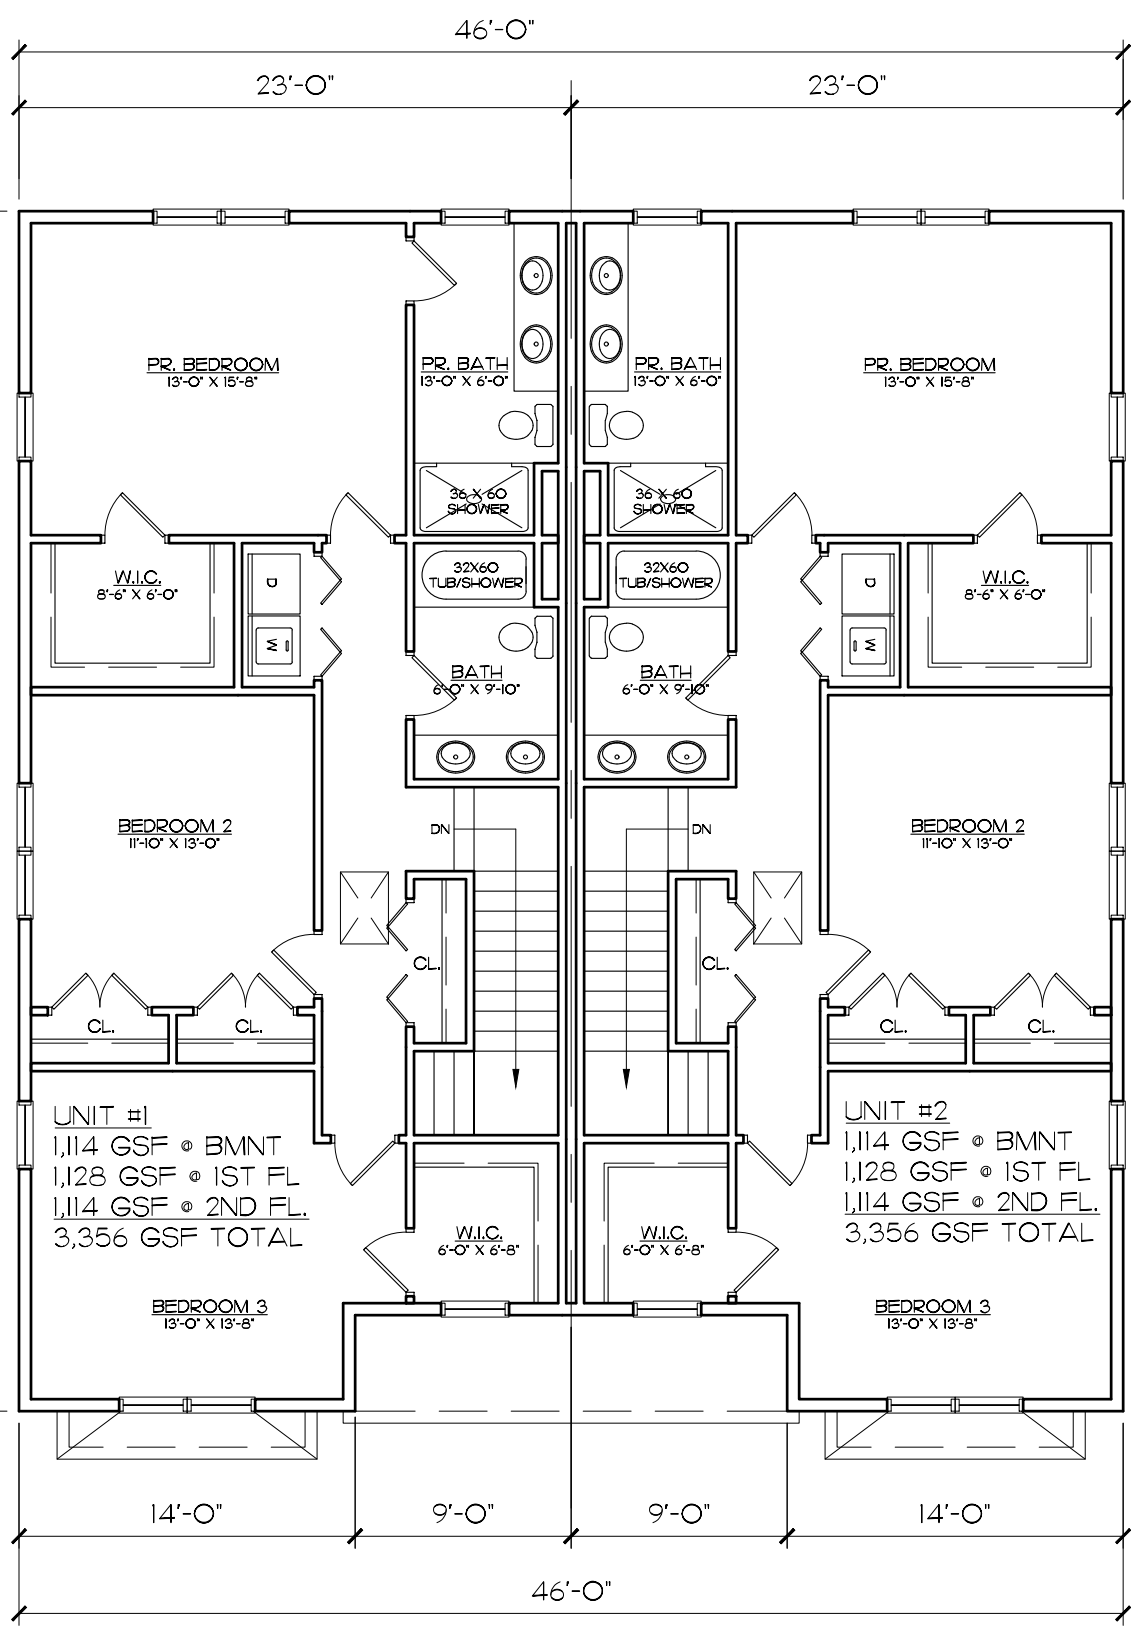 46'-0"
23'-0" 23'-0"
PR. BEDROOM
13'-0" X 15'-8"
PR. BATH
13'-0" X 6'-0"
PR. BATH
13'-0" X 6'-0"
PR. BEDROOM
13'-0" X 15'-8"
36 X 60
SHOWER
36 X 60
SHOWER
W.I.C.
8'-6" X 6'-0"
D
W
32X60
TUB/SHOWER
32X60
TUB/SHOWER
D
W
W.I.C.
8'-6" X 6'-0"
BATH
6'-0" X 9'-10"
BATH
6'-0" X 9'-10"
BEDROOM 2
11'-10" X 13'-0"
DN
DN
BEDROOM 2
11'-10" X 13'-0"
CL.
CL.
CL.
CL.
CL.
CL.
UNIT #1
1,114 GSF @ BMNT
1,128 GSF @ 1ST FL
1,114 GSF @ 2ND FL.
3,356 GSF TOTAL
UNIT #2
1,114 GSF @ BMNT
1,128 GSF @ 1ST FL
1,114 GSF @ 2ND FL.
3,356 GSF TOTAL
W.I.C.
6'-0" X 6'-8"
W.I.C.
6'-0" X 6'-8"
BEDROOM 3
13'-0" X 13'-8"
BEDROOM 3
13'-0" X 13'-8"
14'-0" 9'-0" 9'-0" 14'-0"
46'-0"